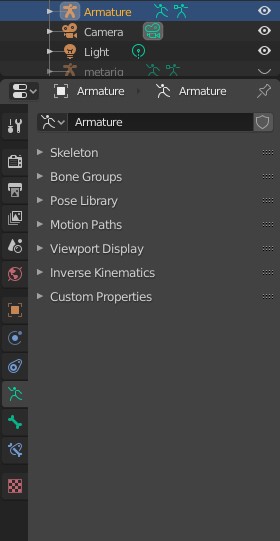 Armature
Camera
Light
metarig
Armature > Armature
Armature
Skeleton
Bone Groups
Pose Library
Motion Paths
Viewport Display
Inverse Kinematics
Custom Properties